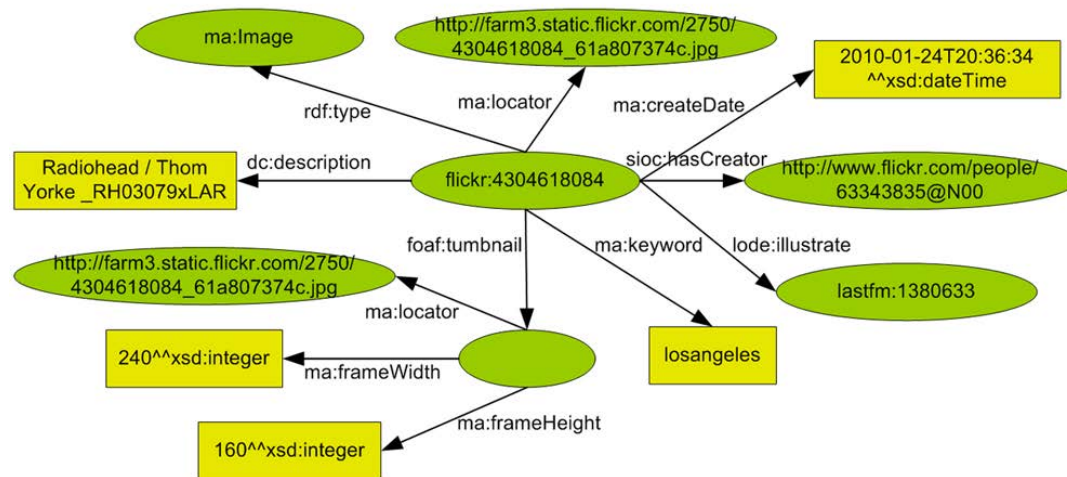 ma:Image
http://farm3.static.flickr.com/2750/
4304618084_61a807374c.jpg
2010-01-24T20:36:34
^^xsd:dateTime
rdf:type
ma:locator
ma:createDate
Radiohead / Thom
Yorke _RH03079xLAR
dc:description
flickr:4304618084
sioc:hasCreator
http://www.flickr.com/people/
63343835@N00
foaf:tumbnail
ma:keyword
lode:illustrate
http://farm3.static.flickr.com/2750/
4304618084_61a807374c.jpg
lastfm:1380633
ma:locator
240^^xsd:integer
ma:frameWidth
losangeles
ma:frameHeight
160^^xsd:integer